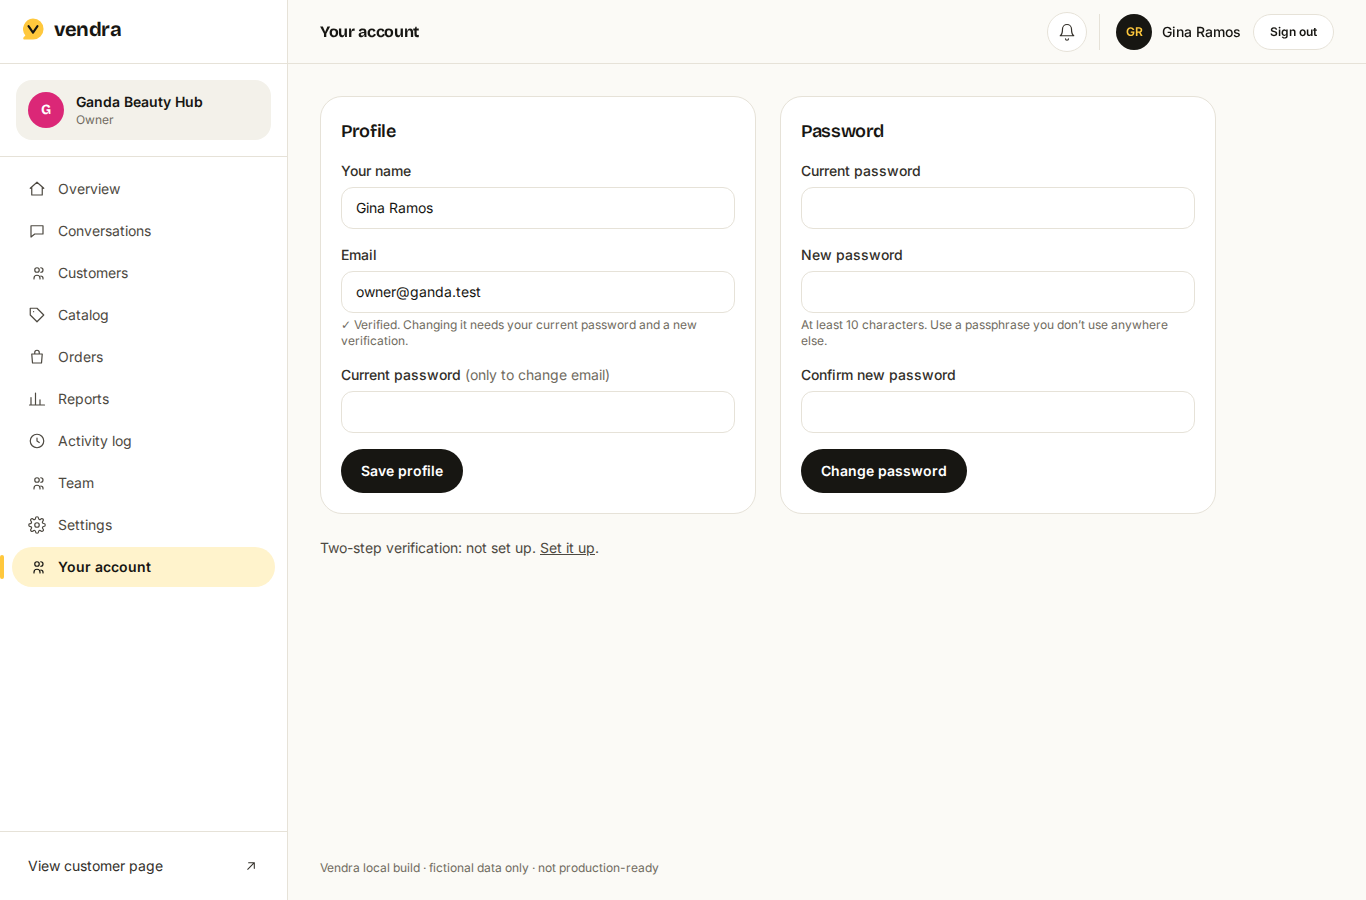 vendra
Your account
GR
Gina Ramos
Sign out
G
Ganda Beauty Hub
Owner
Overview
Conversations
Customers
Catalog
Orders
Reports
Activity log
Team
Settings
Your account
View customer page
Profile
Your name
Gina Ramos
Email
owner@ganda.test
✓ Verified. Changing it needs your current password and a new
verification.
Current password (only to change email)
Save profile
Password
Current password
New password
At least 10 characters. Use a passphrase you don’t use anywhere
else.
Confirm new password
Change password
Two-step verification: not set up. Set it up.
Vendra local build · fictional data only · not production-ready